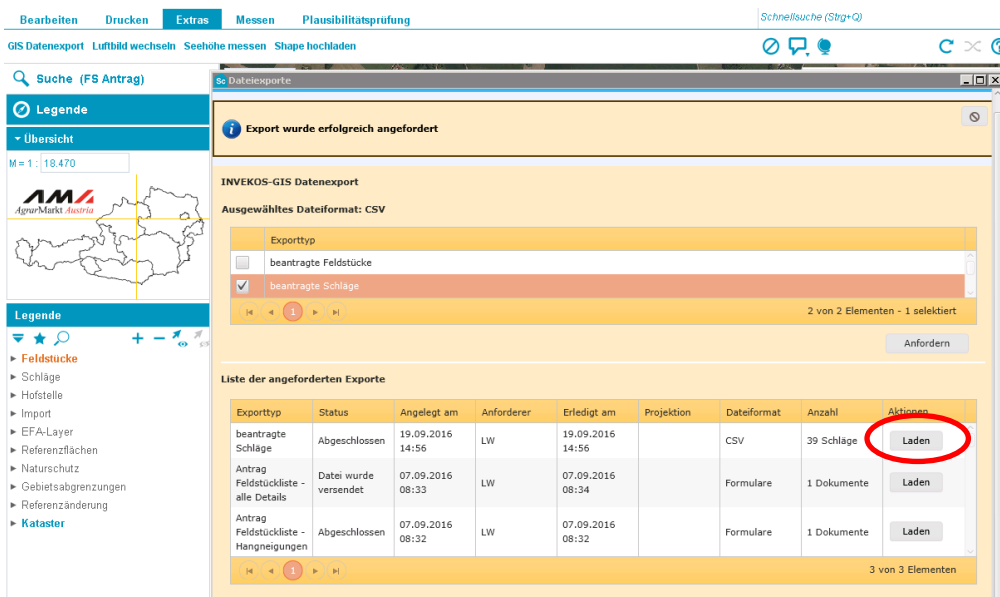 Bearbeiten Drucken Extras Messen Plausibilitätsprüfung Schnellsuche (Strg+Q)
GIS Datenexport Luftbild wechseln Seehöhe messen Shape hochladen
Suche (FS Antrag)
Sc Dateiexporte
Legende
i Export wurde erfolgreich angefordert
Übersicht
M = 1 : 18.470
AMA
AgrarMarkt Austria
INVEKOS-GIS Datenexport
Ausgewähltes Dateiformat: CSV
Exporttyp
beantragte Feldstücke
beantragte Schläge
1 2 von 2 Elementen - 1 selektiert
Anfordern
Legende
Feldstücke
Schläge
Hofstelle
Import
EFA-Layer
Referenzflächen
Naturschutz
Gebietsabgrenzungen
Referenzänderung
Kataster
Liste der angeforderten Exporte
Exporttyp Status Angelegt am Anforderer Erledigt am Projektion Dateiformat Anzahl Aktionen
beantragte Schläge Abgeschlossen 19.09.2016 14:56 LW 19.09.2016 14:56 CSV 39 Schläge Laden
Antrag Feldstückliste - alle Details Datei wurde versendet 07.09.2016 08:33 LW 07.09.2016 08:34 Formulare 1 Dokumente Laden
Antrag Feldstückliste - Hangneigungen Abgeschlossen 07.09.2016 08:32 LW 07.09.2016 08:32 Formulare 1 Dokumente Laden
1 3 von 3 Elementen